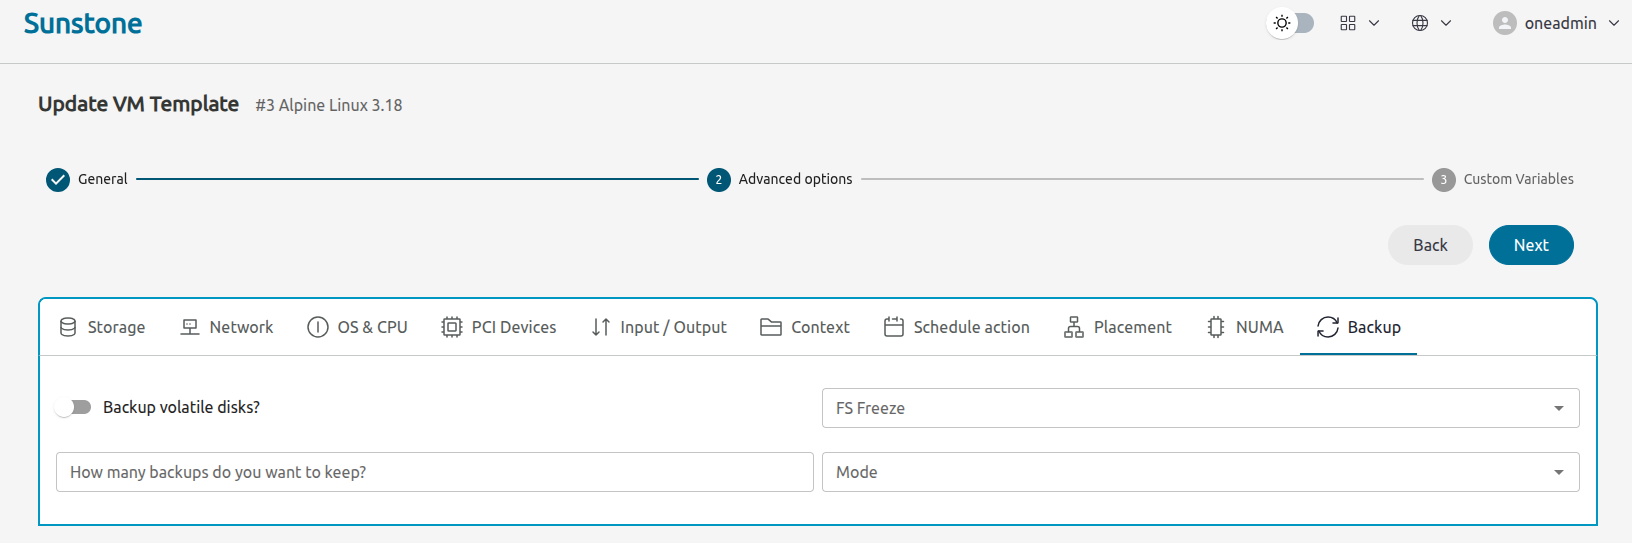 Sunstone
oneadmin
Update VM Template #3 Alpine Linux 3.18
General 2 Advanced options 3 Custom Variables
Back Next
Storage Network OS & CPU PCI Devices Input / Output Context Schedule action Placement NUMA Backup
Backup volatile disks? FS Freeze
How many backups do you want to keep? Mode